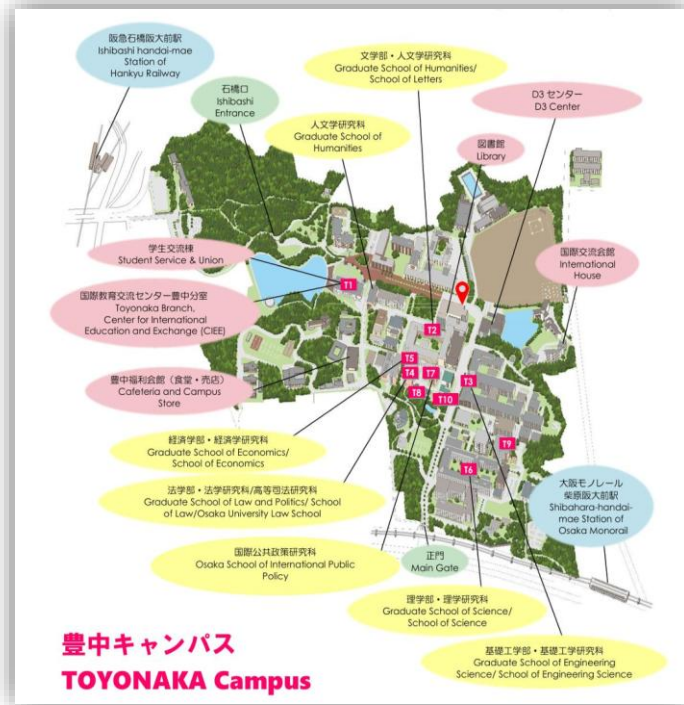 阪急石橋阪大前駅
Ishibashi handai-mae
Station of
Hankyu Railway
石橋口
Ishibashi
Entrance
文学部・人文学研究科
Graduate School of Humanities/
School of Letters
人文学研究科
Graduate School of
Humanities
D3 センター
D3 Center
図書館
Library
学生交流棟
Student Service & Union
国際教育交流センター豊中分室
Toyonaka Branch,
Center for International
Education and Exchange (CIEE)
国際交流会館
International
House
豊中福利会館（食堂・売店）
Cafeteria and Campus
Store
T1
T2
T5
T4
T7
T3
T8
T10
T9
T6
経済学部・経済学研究科
Graduate School of Economics/
School of Economics
法学部・法学研究科/高等司法研究科
Graduate School of Law and Politics/ School
of Law/Osaka University Law School
国際公共政策研究科
Osaka School of International Public
Policy
正門
Main Gate
大阪モノレール
柴原阪大前駅
Shibahara-handai-
mae Station of
Osaka Monorail
理学部・理学研究科
Graduate School of Science/
School of Science
基礎工学部・基礎工学研究科
Graduate School of Engineering
Science/ School of Engineering Science
豊中キャンパス
TOYONAKA Campus